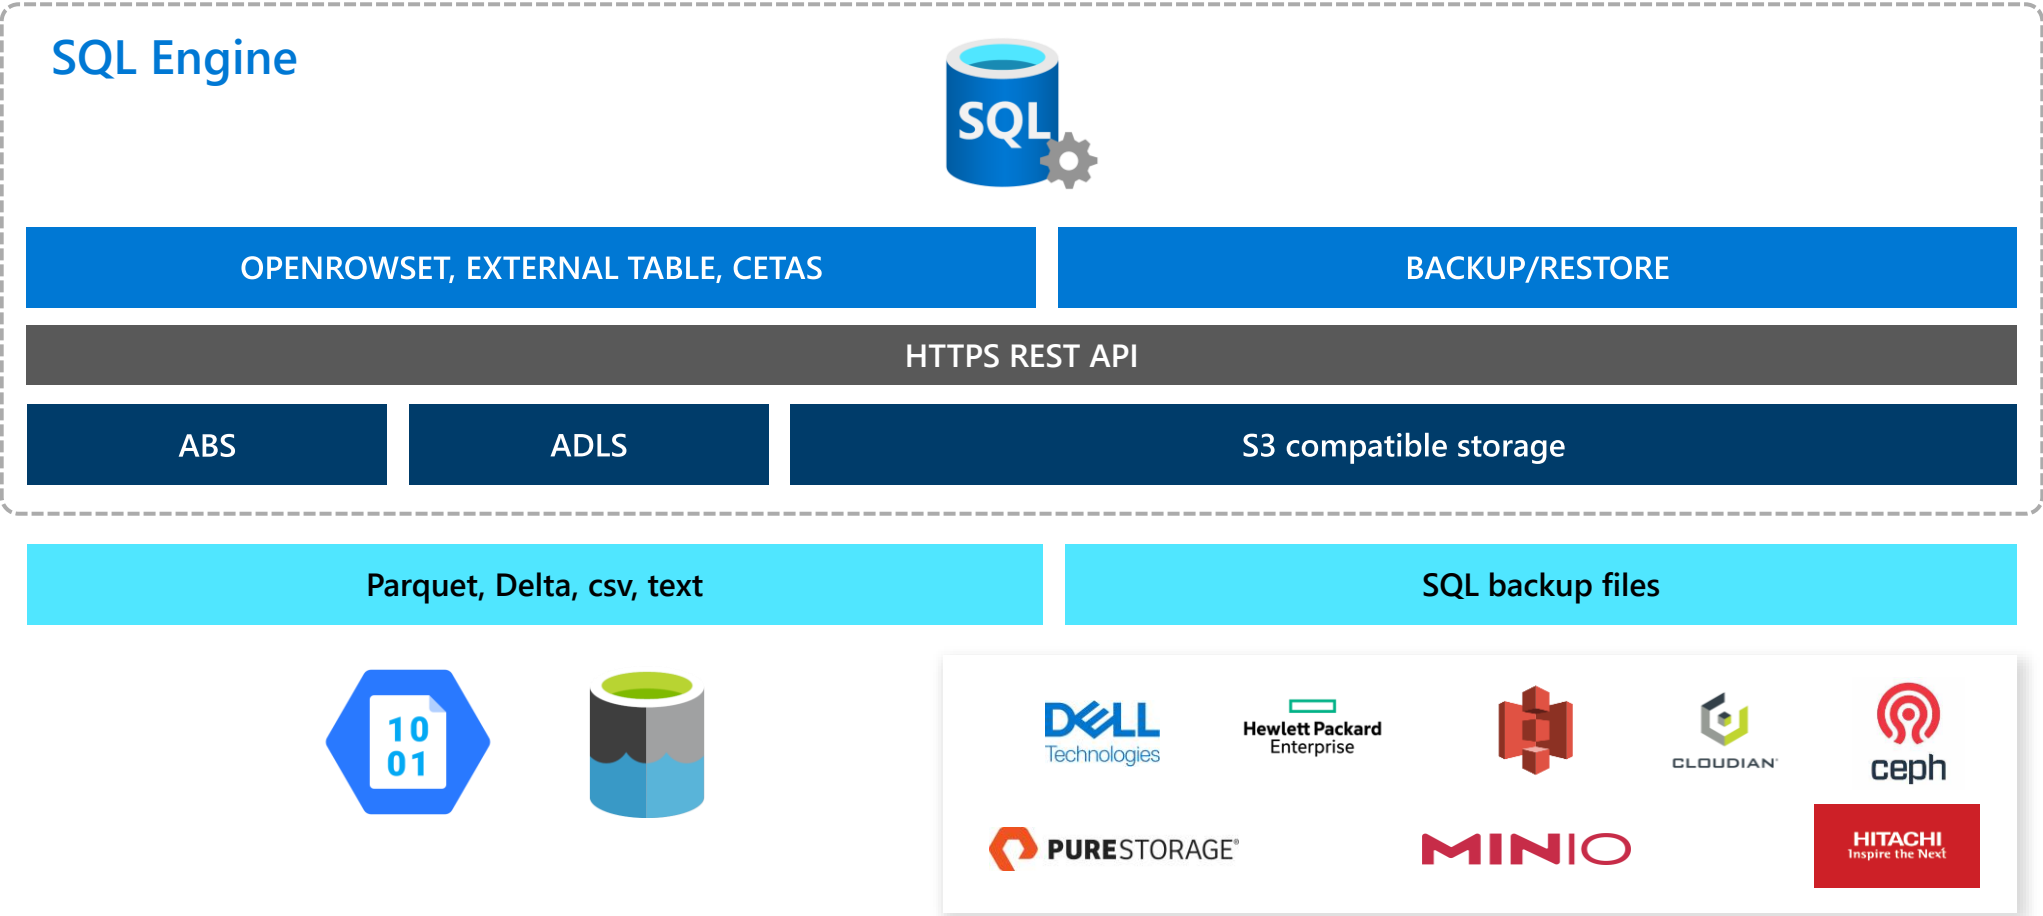 SQL Engine
SQL
OPENROWSET, EXTERNAL TABLE, CETAS
BACKUP/RESTORE
HTTPS REST API
ABS
ADLS
S3 compatible storage
Parquet, Delta, csv, text
SQL backup files
10
01
DELL
Technologies
Hewlett Packard
Enterprise
CLOUDIAN
ceph
PURESTORAGE®
MINIO
HITACHI
Inspire the Next